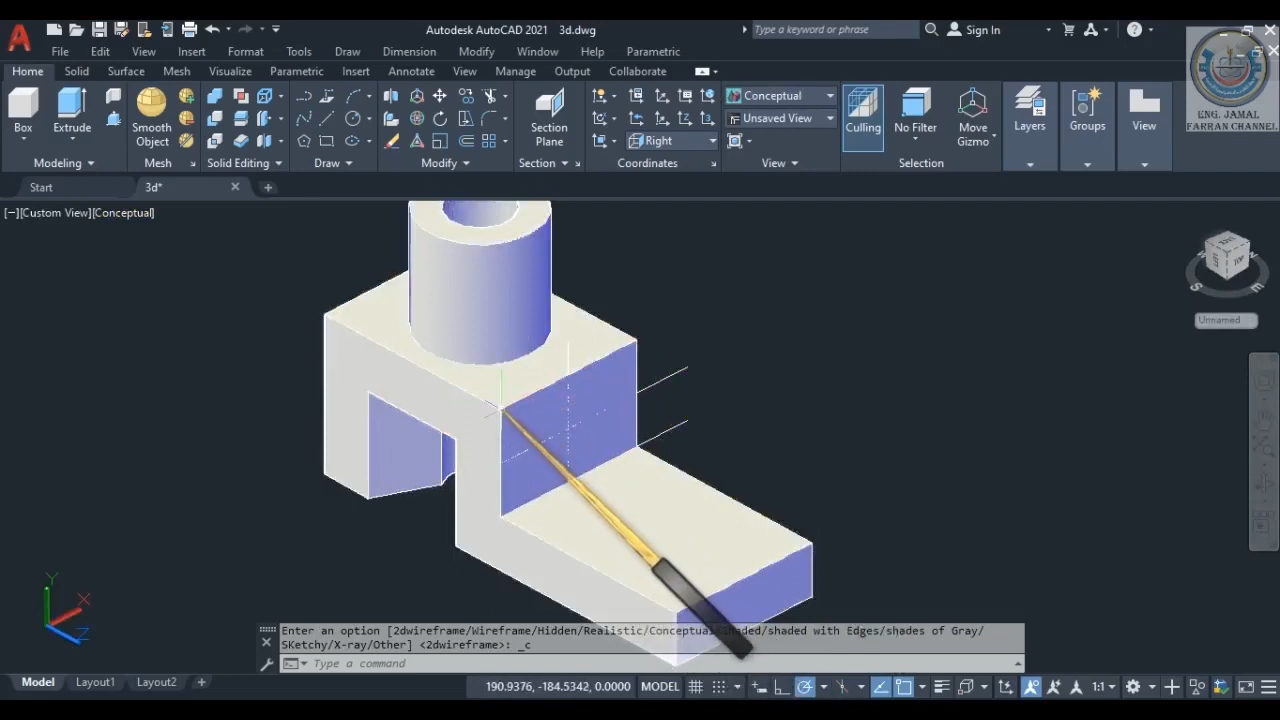 Autodesk AutoCAD 2021 3d.dwg
Type a keyword or phrase
Sign In
File Edit View Insert Format Tools Draw Dimension Modify Window Help Parametric
Home Solid Surface Mesh Visualize Parametric Insert Annotate View Manage Output Collaborate
ENG. JAMAL
FARRAN CHANNEL
Box
Extrude
Smooth
Object
Section
Plane
Conceptual
Unsaved View
Right
Culling
No Filter
Move
Gizmo
Layers
Groups
View
Modeling
Mesh
Solid Editing
Draw
Modify
Section
Coordinates
View
Selection
Start
3d*
[−][Custom View][Conceptual]
TOP
S
E
Unnamed
Y
X
Z
Enter an option [2dwireframe/Wireframe/Hidden/Realistic/Conceptual/Shaded/shaded with Edges/shades of Gray/
SKetchy/X-ray/Other] <2dwireframe>: _c
Type a command
Model Layout1 Layout2
190.9376, -184.5342, 0.0000 MODEL
1:1